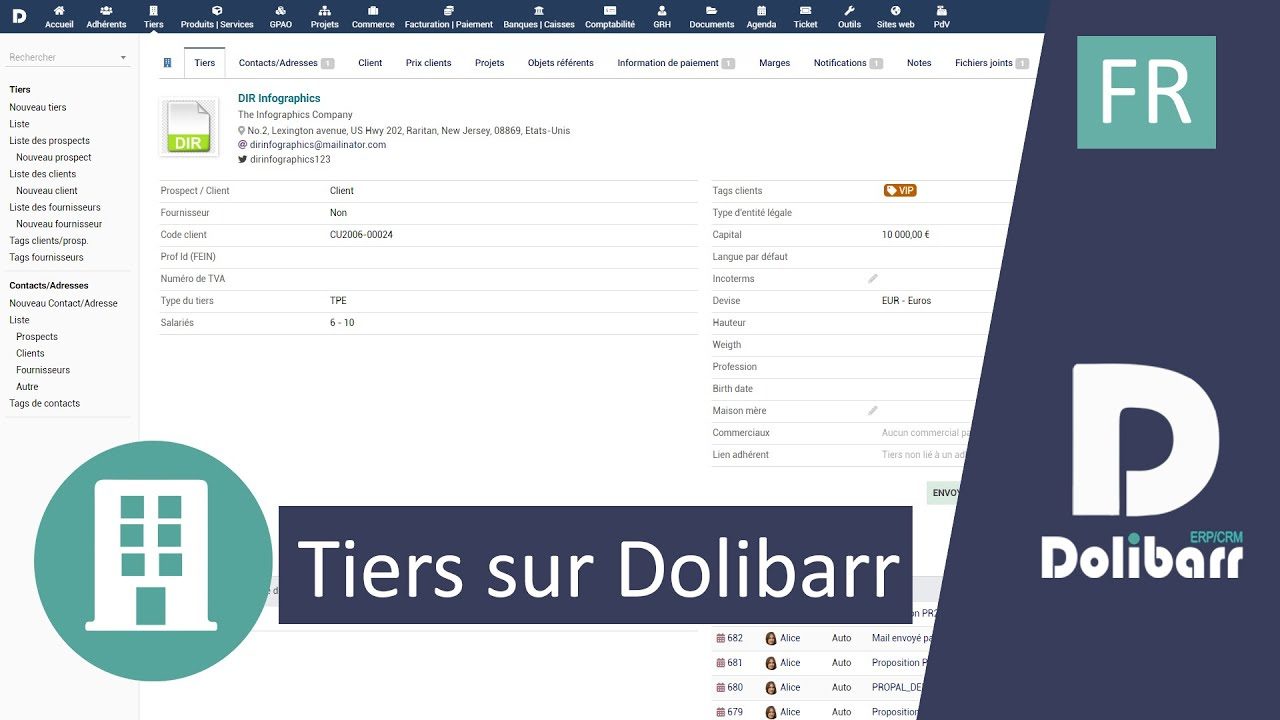 D Accueil Adhérents Tiers Produits | Services GPAO Projets Commerce Facturation | Paiement Banques | Caisses Comptabilité GRH Documents Agenda Ticket Outils Sites web PdV
FR
Rechercher
Tiers
Nouveau tiers
Liste
Liste des prospects
Nouveau prospect
Liste des clients
Nouveau client
Liste des fournisseurs
Nouveau fournisseur
Tags clients/prosp.
Tags fournisseurs
Contacts/Adresses
Nouveau Contact/Adresse
Liste
Prospects
Clients
Fournisseurs
Autre
Tags de contacts
Tiers Contacts/Adresses 1 Client Prix clients Projets Objets référents Information de paiement 1 Marges Notifications 1 Notes Fichiers joints 1
DIR
DIR Infographics
The Infographics Company
No.2, Lexington avenue, US Hwy 202, Raritan, New Jersey, 08869, Etats-Unis
dirinfographics@mailinator.com
dirinfographics123
Prospect / Client Client
Fournisseur Non
Code client CU2006-00024
Prof Id (FEIN)
Numéro de TVA
Type du tiers TPE
Salariés 6 - 10
Tags clients VIP
Type d'entité légale
Capital 10 000,00 €
Langue par défaut
Incoterms
Devise EUR - Euros
Hauteur
Weigth
Profession
Birth date
Maison mère
Commerciaux Aucun commercial
Lien adhérent Tiers non lié à un
Tiers sur Dolibarr
682 Alice Auto Mail envoyé
681 Alice Auto Proposition
680 Alice Auto
679 Alice Auto Proposition
D
ERP/CRM
Dolibarr